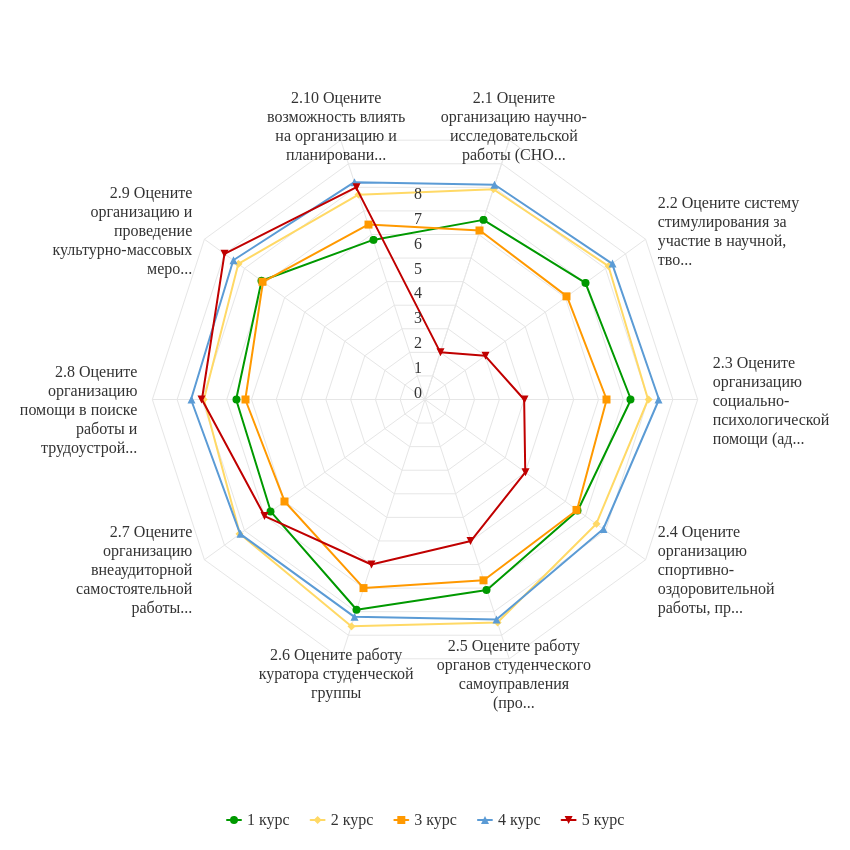 2.10 Оцените
возможность влиять
на организацию и
планировани...
2.1 Оцените
организацию научно-
исследовательской
работы (СНО...
2.9 Оцените
организацию и
проведение
культурно-массовых
меро...
2.2 Оцените систему
стимулирования за
участие в научной,
тво...
8
7
6
5
4
3
2
1
0
2.8 Оцените
организацию
помощи в поиске
работы и
трудоустрой...
2.3 Оцените
организацию
социально-
психологической
помощи (ад...
2.7 Оцените
организацию
внеаудиторной
самостоятельной
работы...
2.4 Оцените
организацию
спортивно-
оздоровительной
работы, пр...
2.6 Оцените работу
куратора студенческой
группы
2.5 Оцените работу
органов студенческого
самоуправления
(про...
1 курс 2 курс 3 курс 4 курс 5 курс